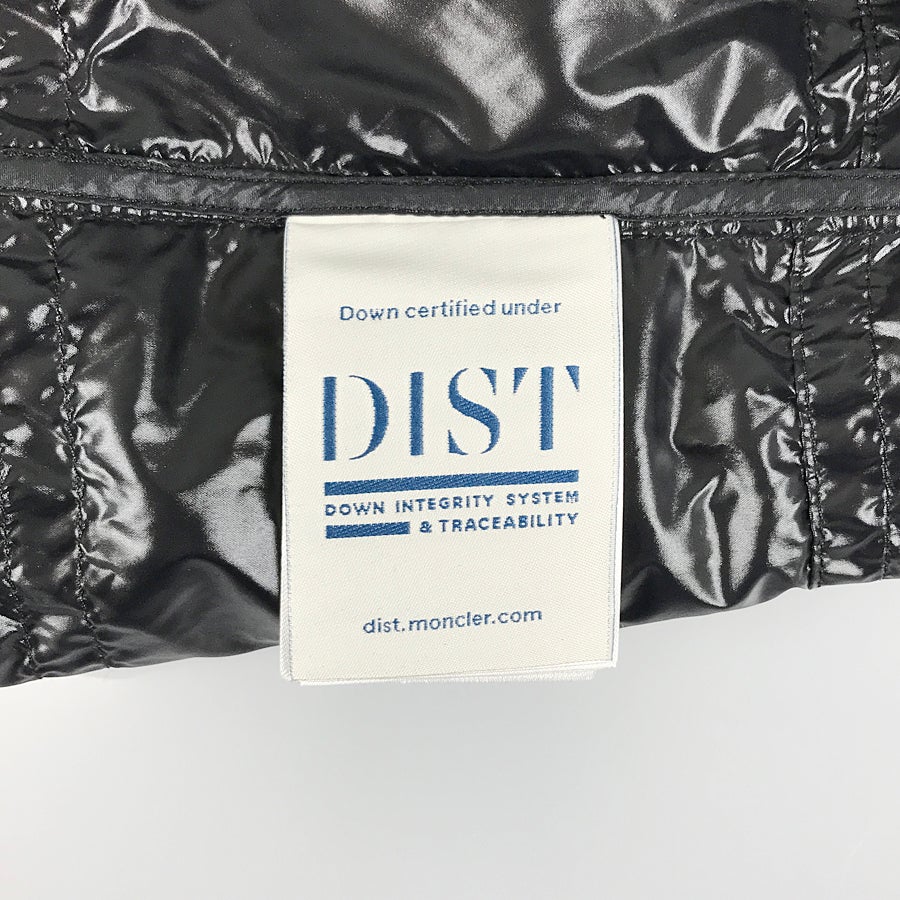 Down certified under
DIST
DOWN INTEGRITY SYSTEM
& TRACEABILITY
dist.moncler.com